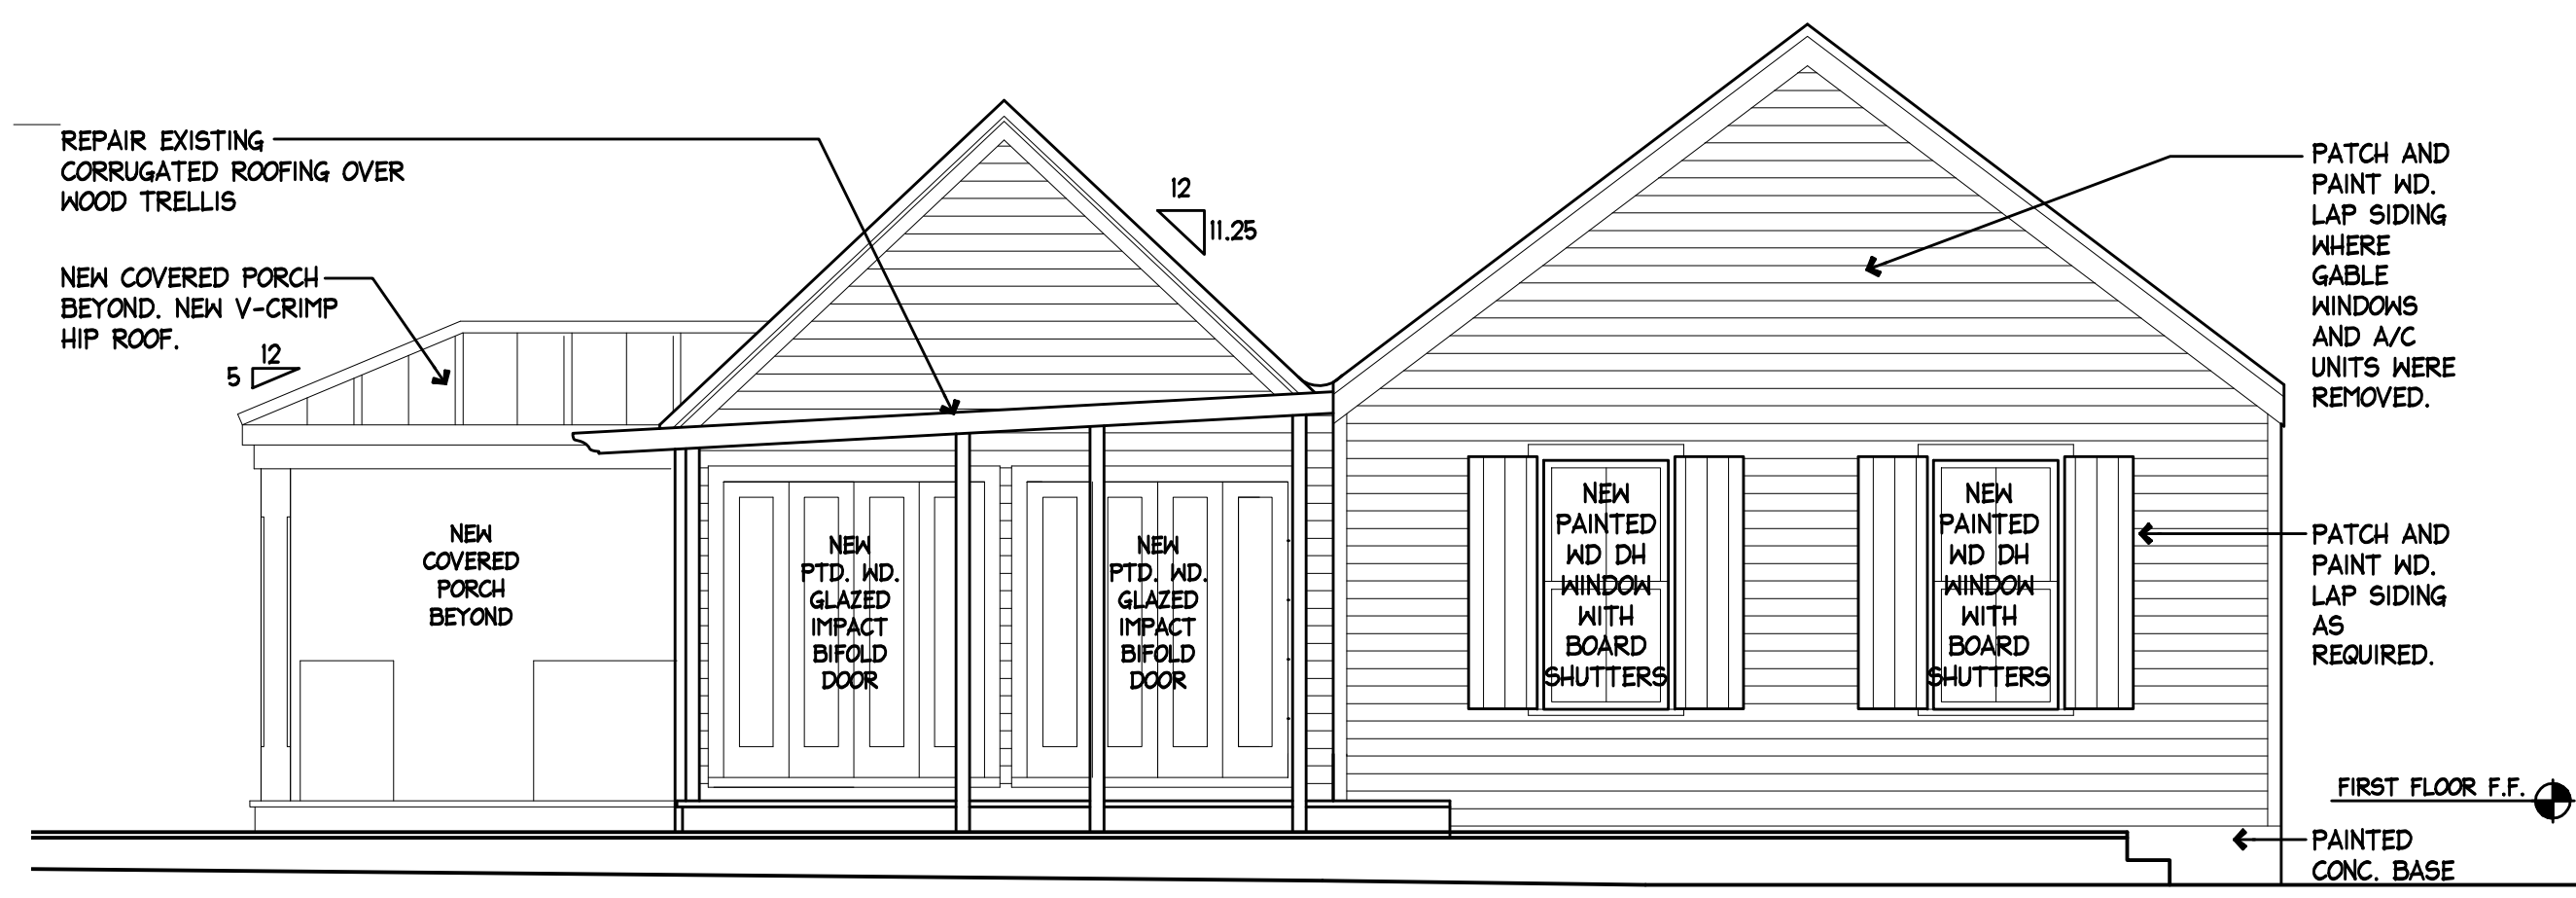 REPAIR EXISTING
CORRUGATED ROOFING OVER
WOOD TRELLIS
NEW COVERED PORCH
BEYOND. NEW V-CRIMP
HIP ROOF.
12
5
12
11.25
PATCH AND
PAINT WD.
LAP SIDING
WHERE
GABLE
WINDOWS
AND A/C
UNITS WERE
REMOVED.
NEW
COVERED
PORCH
BEYOND
NEW
PTD. WD.
GLAZED
IMPACT
BIFOLD
DOOR
NEW
PTD. WD.
GLAZED
IMPACT
BIFOLD
DOOR
NEW
PAINTED
WD DH
WINDOW
WITH
BOARD
SHUTTERS
NEW
PAINTED
WD DH
WINDOW
WITH
BOARD
SHUTTERS
PATCH AND
PAINT WD.
LAP SIDING
AS
REQUIRED.
FIRST FLOOR F.F.
PAINTED
CONC. BASE